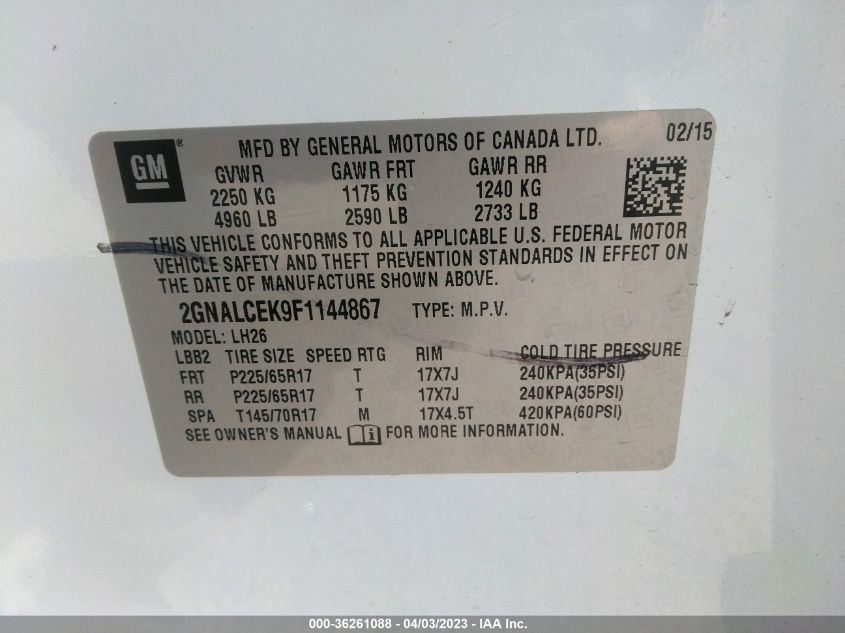 GM® MFD BY GENERAL MOTORS OF CANADA LTD. 02/15
GVWR GAWR FRT GAWR RR
2250 KG 1175 KG 1240 KG
4960 LB 2590 LB 2733 LB
THIS VEHICLE CONFORMS TO ALL APPLICABLE U.S. FEDERAL MOTOR
VEHICLE SAFETY AND THEFT PREVENTION STANDARDS IN EFFECT ON
THE DATE OF MANUFACTURE SHOWN ABOVE.
2GNALCEK9F1144867 TYPE: M.P.V.
MODEL: LH26
LBB2 TIRE SIZE SPEED RTG RIM COLD TIRE PRESSURE
FRT P225/65R17 T 17X7J 240KPA(35PSI)
RR P225/65R17 T 17X7J 240KPA(35PSI)
SPA T145/70R17 M 17X4.5T 420KPA(60PSI)
SEE OWNER'S MANUAL FOR MORE INFORMATION.
000-36261088 - 04/03/2023 - IAA Inc.